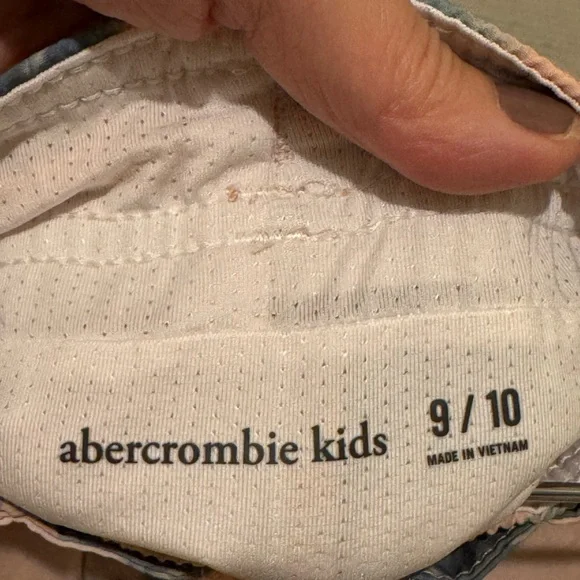 abercrombie kids
9 / 10
MADE IN VIETNAM